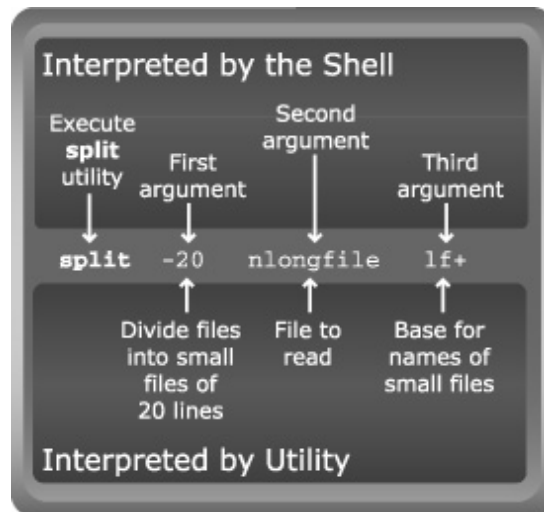 Interpreted by the Shell
Execute
split
utility
First
argument
Second
argument
Third
argument
split -20 nlongfile lf+
Divide files
into small
files of
20 lines
File to
read
Base for
names of
small files
Interpreted by Utility